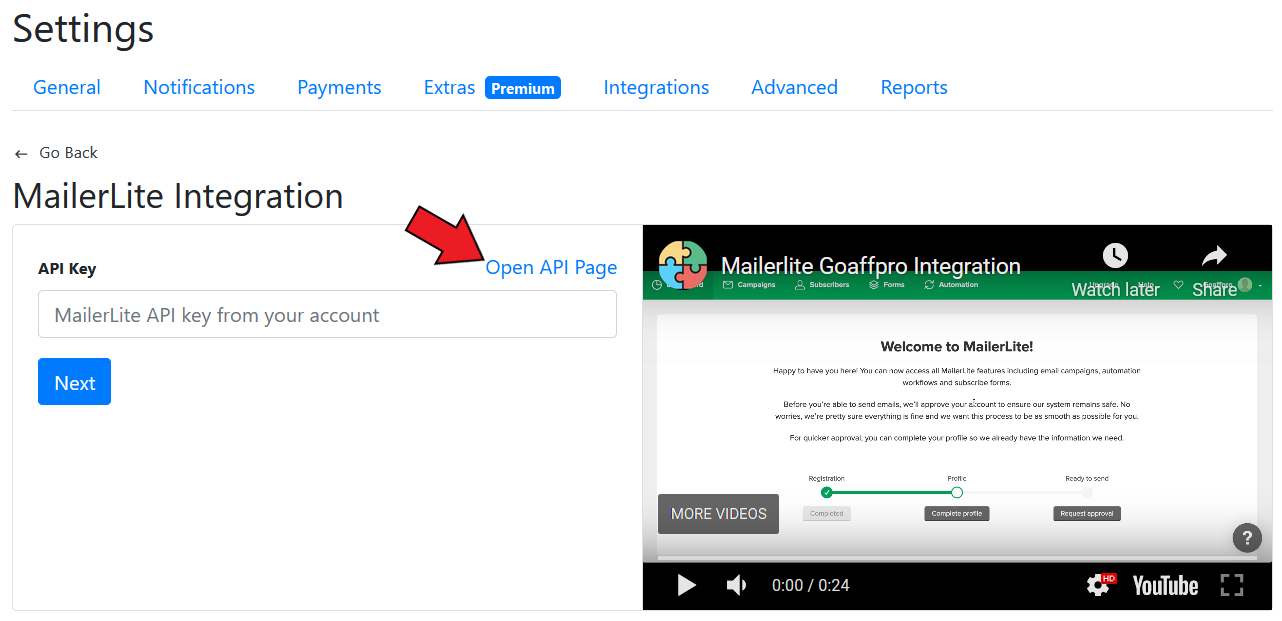 Settings
General Notifications Payments Extras Premium Integrations Advanced Reports
← Go Back
MailerLite Integration
API Key Open API Page
MailerLite API key from your account
Next
Mailerlite Goaffpro Integration
Watch later Share
Campaigns Subscribers Forms Automation Upgrade Help
Welcome to MailerLite!
Happy to have you here! You can now access all MailerLite features including email campaigns, automation
workflows and subscribe forms.
Before you're able to send emails, we'll approve your account to ensure our system remains safe. No
worries, we're pretty sure everything is fine and we want this process to be as smooth as possible for you.
For quicker approval, you can complete your profile so we already have the information we need.
Registration Profile Ready to send
Completed Complete profile Request approval
MORE VIDEOS
?
0:00 / 0:24 HD YouTube